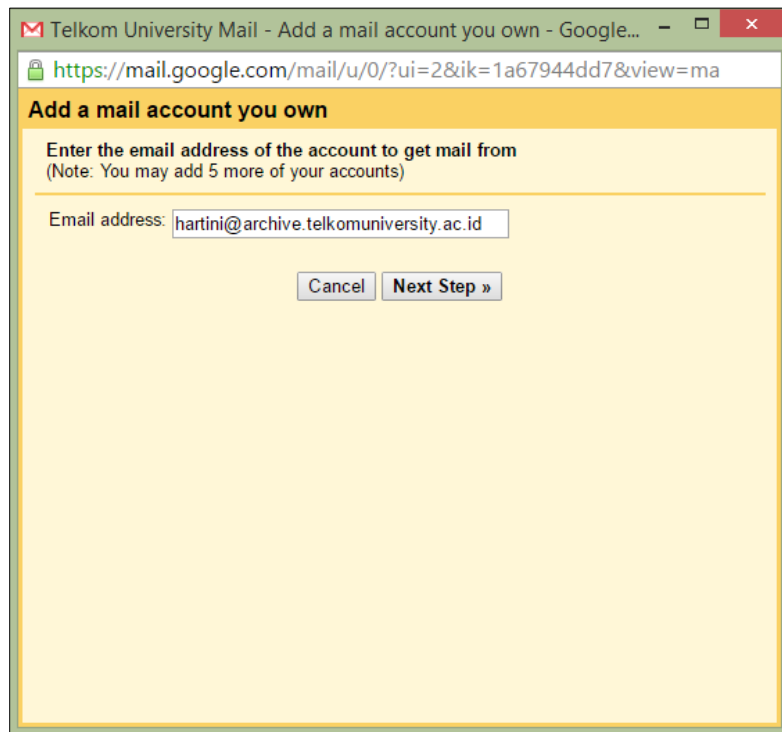 Telkom University Mail - Add a mail account you own - Google...
https://mail.google.com/mail/u/0/?ui=2&ik=1a67944dd7&view=ma
Add a mail account you own
Enter the email address of the account to get mail from
(Note: You may add 5 more of your accounts)
Email address: hartini@archive.telkomuniversity.ac.id
Cancel Next Step »